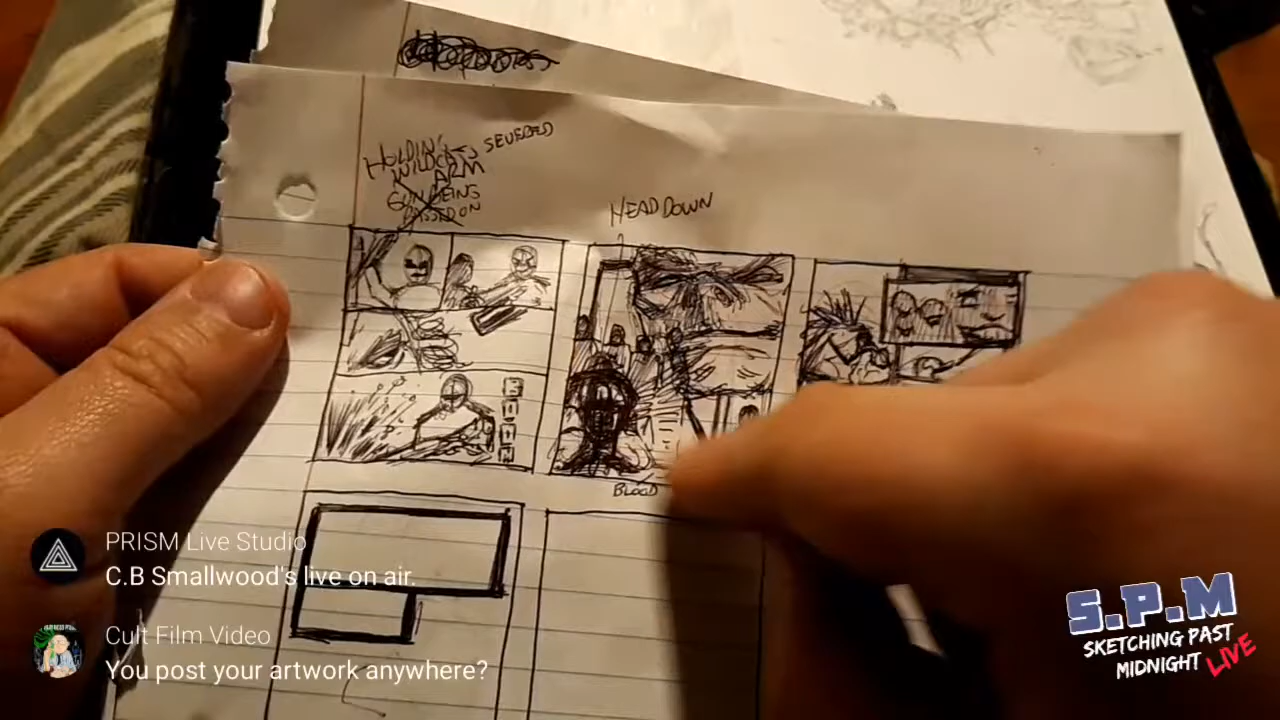 HOLDIN' SEVERED
WILDCATS
ARM
GUN BEING
PASSED ON
HEAD DOWN
BLOOD
PRISM Live Studio
C.B Smallwood's live on air.
Cult Film Video
You post your artwork anywhere?
S.P.M
SKETCHING PAST
MIDNIGHT LIVE